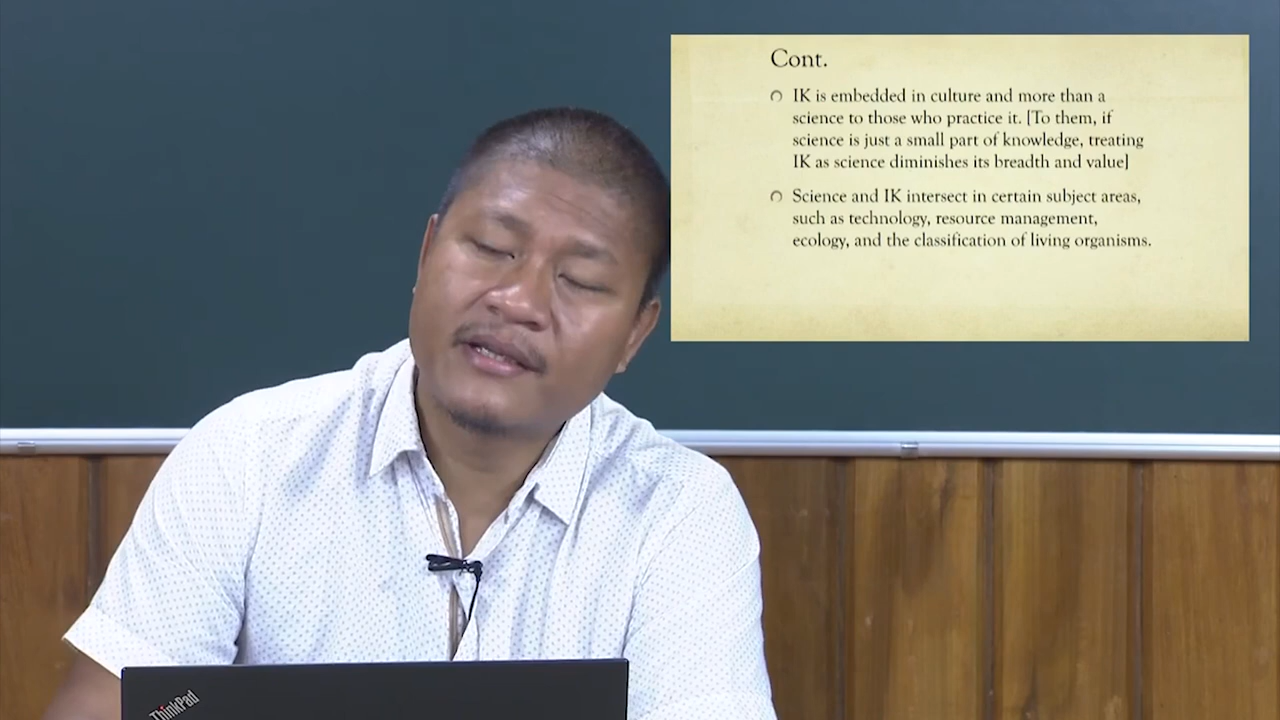 Cont.
IK is embedded in culture and more than a
science to those who practice it. [To them, if
science is just a small part of knowledge, treating
IK as science diminishes its breadth and value]
Science and IK intersect in certain subject areas,
such as technology, resource management,
ecology, and the classification of living organisms.
ThinkPad